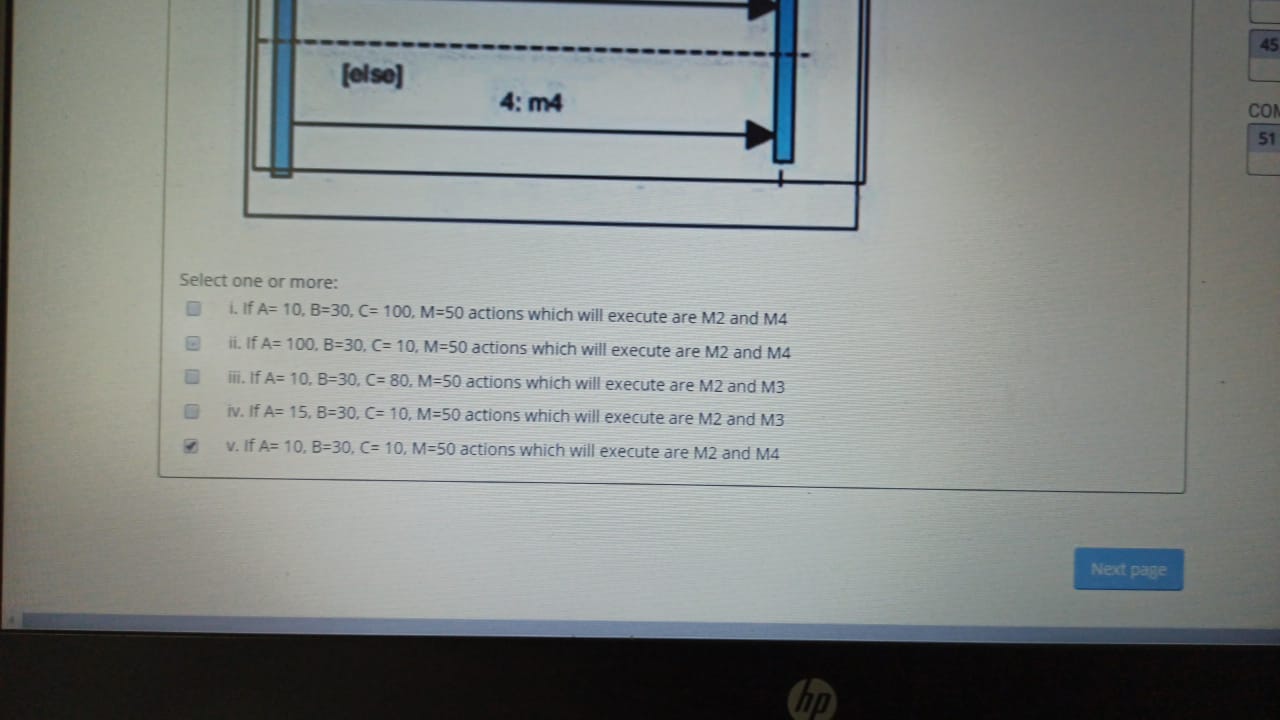 [else]
4: m4
45
51
Select one or more:
i. If A= 10, B=30, C= 100, M=50 actions which will execute are M2 and M4
ii. If A= 100, B=30, C= 10, M=50 actions which will execute are M2 and M4
iii. If A= 10, B=30, C= 80, M=50 actions which will execute are M2 and M3
iv. If A= 15, B=30, C= 10, M=50 actions which will execute are M2 and M3
v. If A= 10, B=30, C= 10, M=50 actions which will execute are M2 and M4
Next page
hp